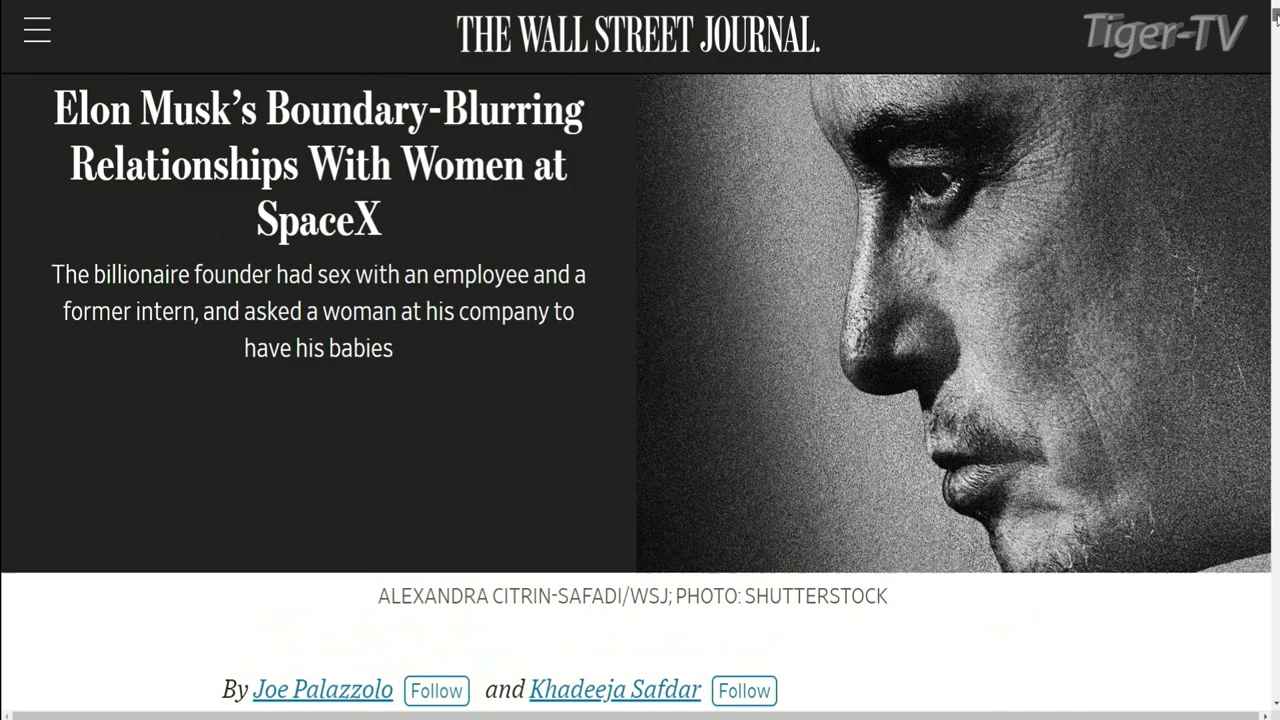 THE WALL STREET JOURNAL.
Tiger-TV
Elon Musk’s Boundary-Blurring
Relationships With Women at
SpaceX
The billionaire founder had sex with an employee and a
former intern, and asked a woman at his company to
have his babies
ALEXANDRA CITRIN-SAFADI/WSJ; PHOTO: SHUTTERSTOCK
By Joe Palazzolo Follow and Khadeeja Safdar Follow